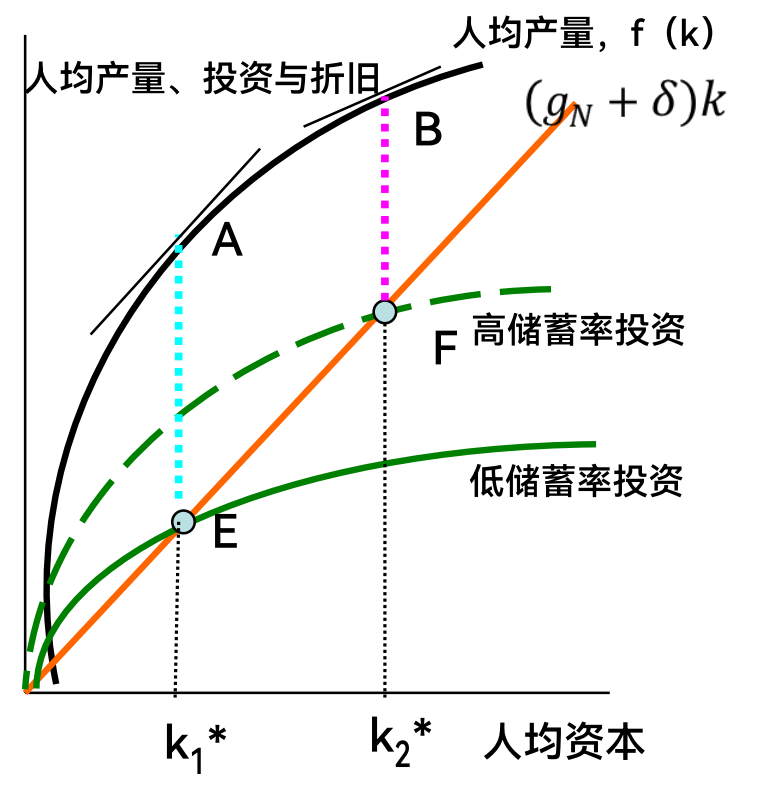 人均产量，f（k）
人均产量、投资与折旧
(g_N + δ)k
B
A
F
高储蓄率投资
低储蓄率投资
E
k₁*
k₂*
人均资本